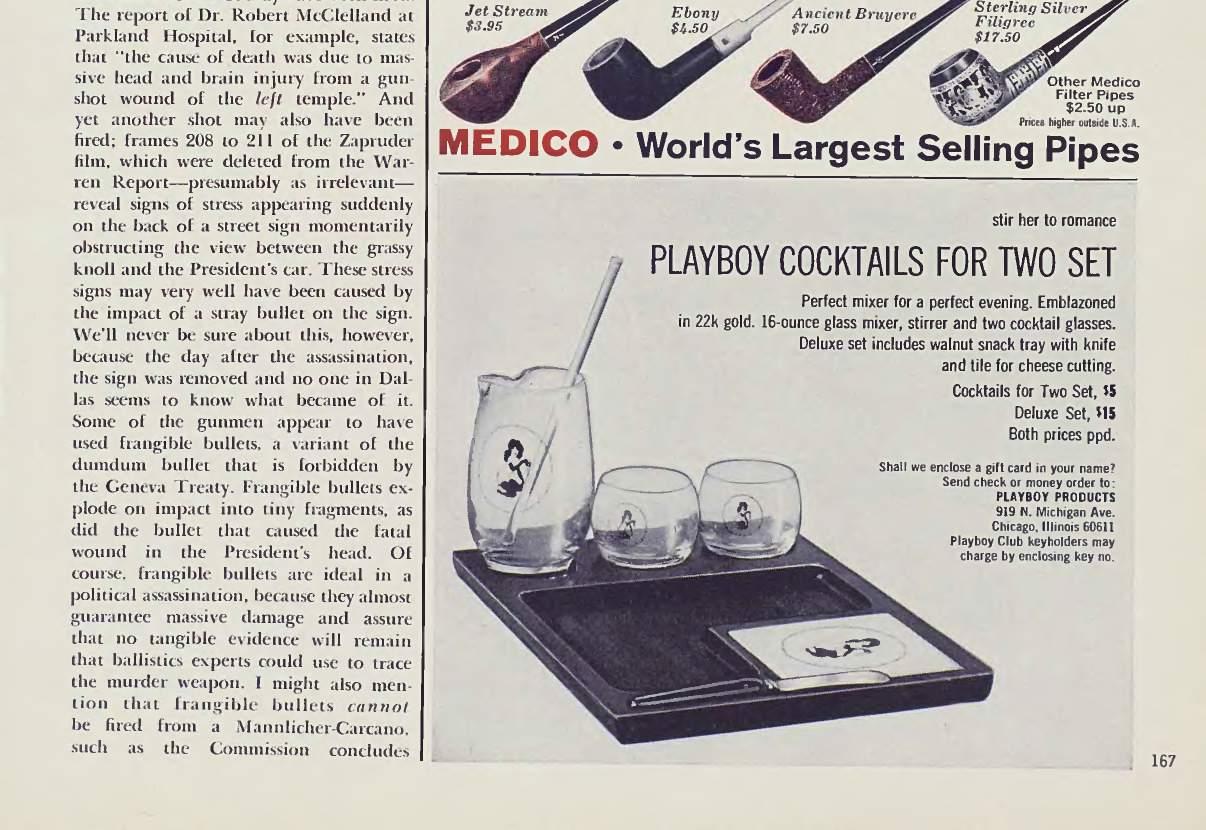 The report of Dr. Robert McClelland at
Parkland Hospital, for example, states
that "the cause of death was due to mas-
sive head and brain injury from a gun-
shot wound of the left temple." And
yet another shot may also have been
fired; frames 208 to 211 of the Zapruder
film, which were deleted from the War-
ren Report—presumably as irrelevant—
reveal signs of stress appearing suddenly
on the back of a street sign momentarily
obstructing the view between the grassy
knoll and the President's car. These stress
signs may very well have been caused by
the impact of a stray bullet on the sign.
We'll never be sure about this, however,
because the day after the assassination,
the sign was removed and no one in Dal-
las seems to know what became of it.
Some of the gunmen appear to have
used frangible bullets, a variant of the
dumdum bullet that is forbidden by
the Geneva Treaty. Frangible bullets ex-
plode on impact into tiny fragments, as
did the bullet that caused the fatal
wound in the President's head. Of
course, frangible bullets are ideal in a
political assassination, because they almost
guarantee massive damage and assure
that no tangible evidence will remain
that ballistics experts could use to trace
the murder weapon. I might also men-
tion that frangible bullets cannot
be fired from a Mannlicher-Carcano,
such as the Commission concludes
Jet Stream
$3.95
Ebony
$4.50
Ancient Bruyere
$7.50
Sterling Silver
Filigree
$17.50
Other Medico
Filter Pipes
$2.50 up
Prices higher outside U.S.A.
MEDICO • World's Largest Selling Pipes
stir her to romance
PLAYBOY COCKTAILS FOR TWO SET
Perfect mixer for a perfect evening. Emblazoned
in 22k gold. 16-ounce glass mixer, stirrer and two cocktail glasses.
Deluxe set includes walnut snack tray with knife
and tile for cheese cutting.
Cocktails for Two Set, $5
Deluxe Set, $15
Both prices ppd.
Shall we enclose a gift card in your name?
Send check or money order to:
PLAYBOY PRODUCTS
919 N. Michigan Ave.
Chicago, Illinois 60611
Playboy Club keyholders may
charge by enclosing key no.
167